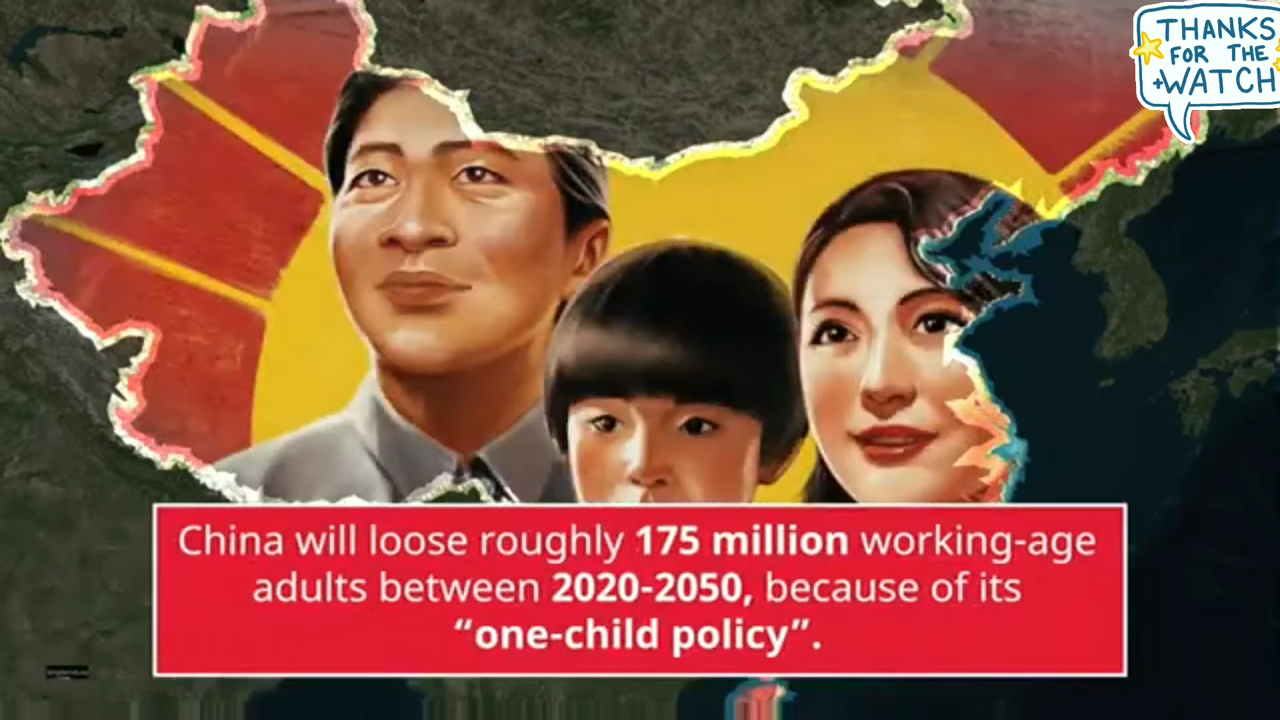 THANKS
FOR THE
WATCH
China will loose roughly 175 million working-age
adults between 2020-2050, because of its
“one-child policy”.